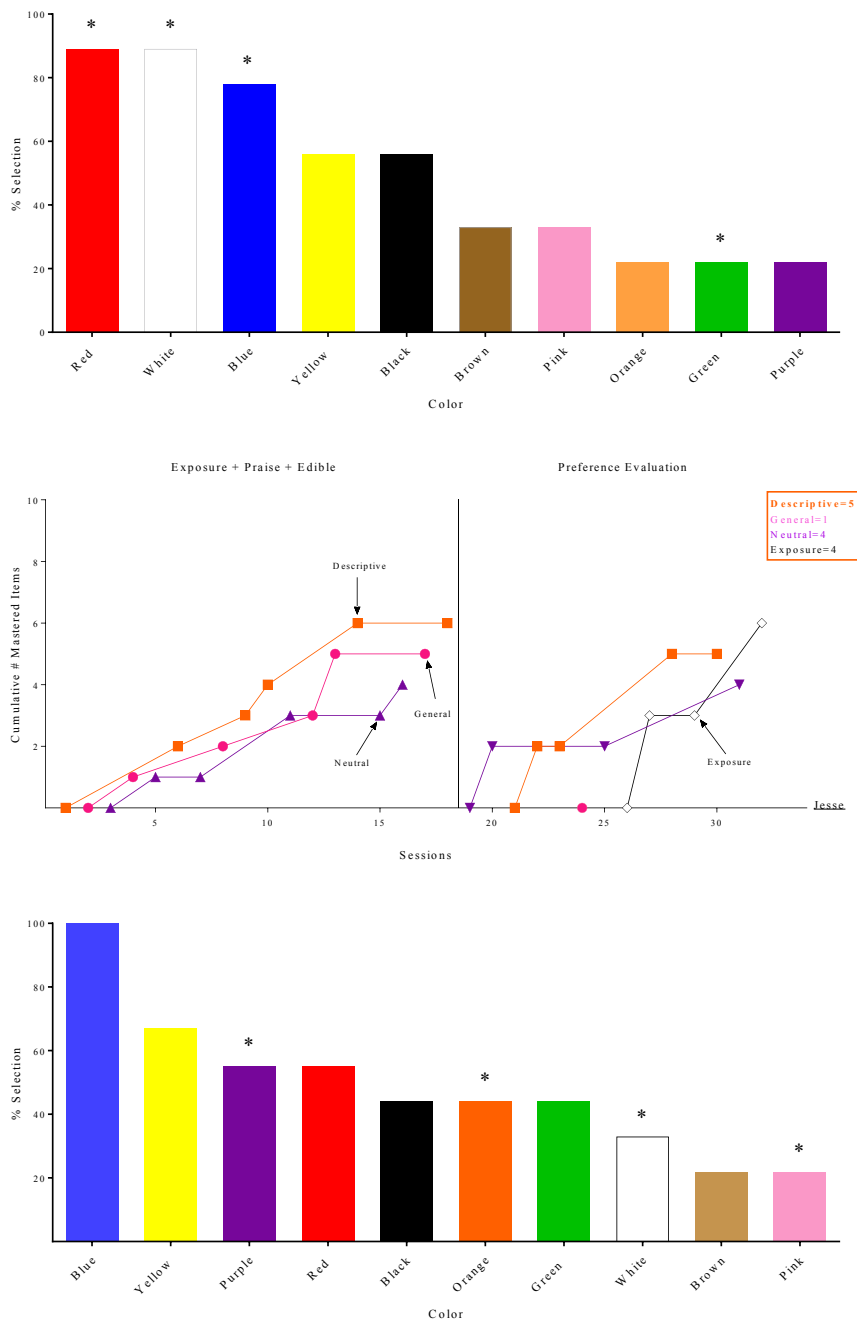 100
80
60
40
20
0
% Selection
* * * *
Red White Blue Yellow Black Brown Pink Orange Green Purple
Color
Exposure + Praise + Edible
Preference Evaluation
10
8
6
4
2
Cumulative # Mastered Items
Descriptive
General
Neutral
Exposure
Descriptive=5
General=1
Neutral=4
Exposure=4
5 10 15 20 25 30
Jesse
Sessions
100
80
60
40
20
% Selection
* * * *
Blue Yellow Purple Red Black Orange Green White Brown Pink
Color